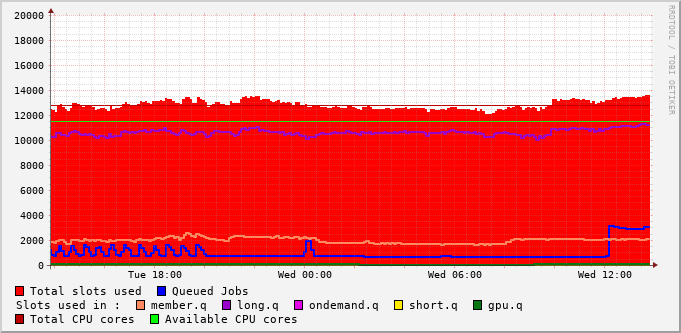 20000
18000
16000
14000
12000
10000
8000
6000
4000
2000
0
Tue 18:00 Wed 00:00 Wed 06:00 Wed 12:00
RRDTOOL / TOBI OETIKER
Total slots used Queued Jobs
Slots used in : member.q long.q ondemand.q short.q gpu.q
Total CPU cores Available CPU cores